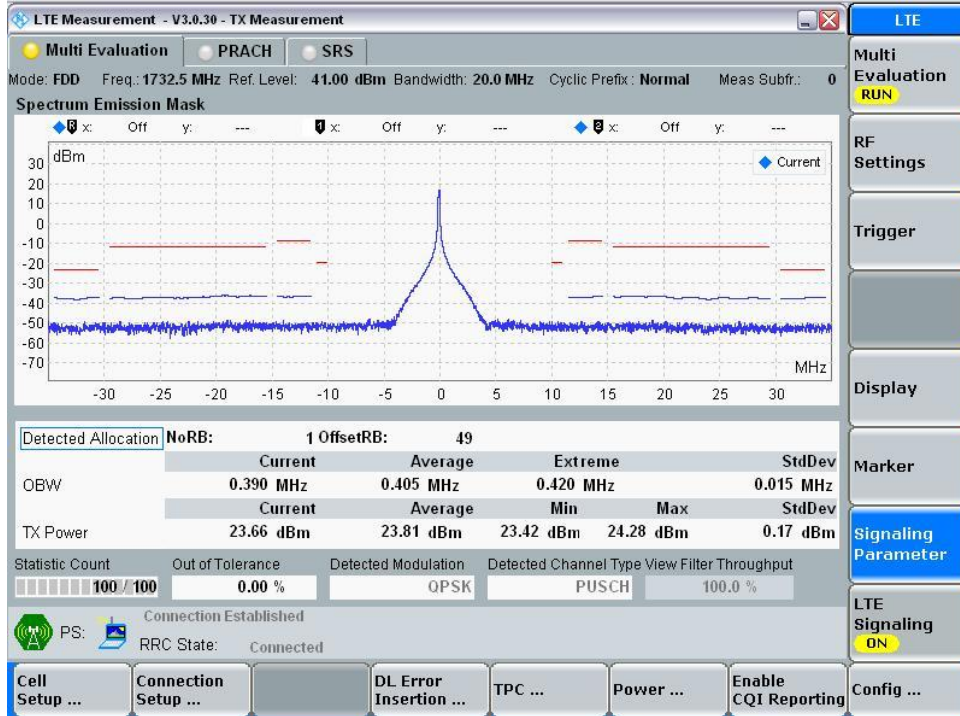 LTE Measurement - V3.0.30 - TX Measurement
LTE
Multi Evaluation PRACH SRS
Multi Evaluation RUN
Mode: FDD Freq.: 1732.5 MHz Ref. Level: 41.00 dBm Bandwidth: 20.0 MHz Cyclic Prefix : Normal Meas Subfr.: 0
Spectrum Emission Mask
R x: Off y: --- 1 x: Off y: --- 2 x: Off y: ---
dBm
Current
30
20
10
0
-10
-20
-30
-40
-50
-60
-70
MHz
-30 -25 -20 -15 -10 -5 0 5 10 15 20 25 30
RF Settings
Trigger
Display
Marker
Signaling Parameter
LTE Signaling ON
Detected Allocation NoRB: 1 OffsetRB: 49
Current Average Extreme StdDev
OBW 0.390 MHz 0.405 MHz 0.420 MHz 0.015 MHz
Current Average Min Max StdDev
TX Power 23.66 dBm 23.81 dBm 23.42 dBm 24.28 dBm 0.17 dBm
Statistic Count Out of Tolerance Detected Modulation Detected Channel Type View Filter Throughput
100 / 100 0.00 % QPSK PUSCH 100.0 %
Connection Established
PS:
RRC State: Connected
Cell Setup ...
Connection Setup ...
DL Error Insertion ...
TPC ...
Power ...
Enable CQI Reporting
Config ...